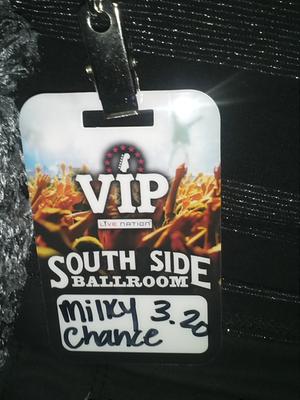 VIP
LIVE NATION
SOUTH SIDE
BALLROOM
Milky 3.20
Chance